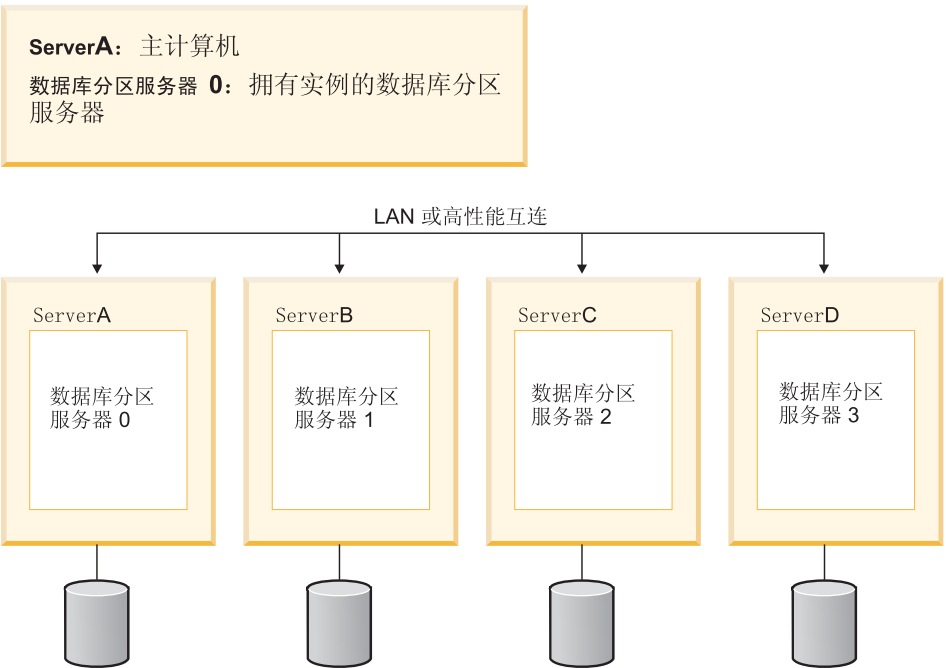 ServerA：主计算机
数据库分区服务器 0：拥有实例的数据库分区
服务器
LAN 或高性能互连
ServerA
数据库分区
服务器 0
ServerB
数据库分区
服务器 1
ServerC
数据库分区
服务器 2
ServerD
数据库分区
服务器 3